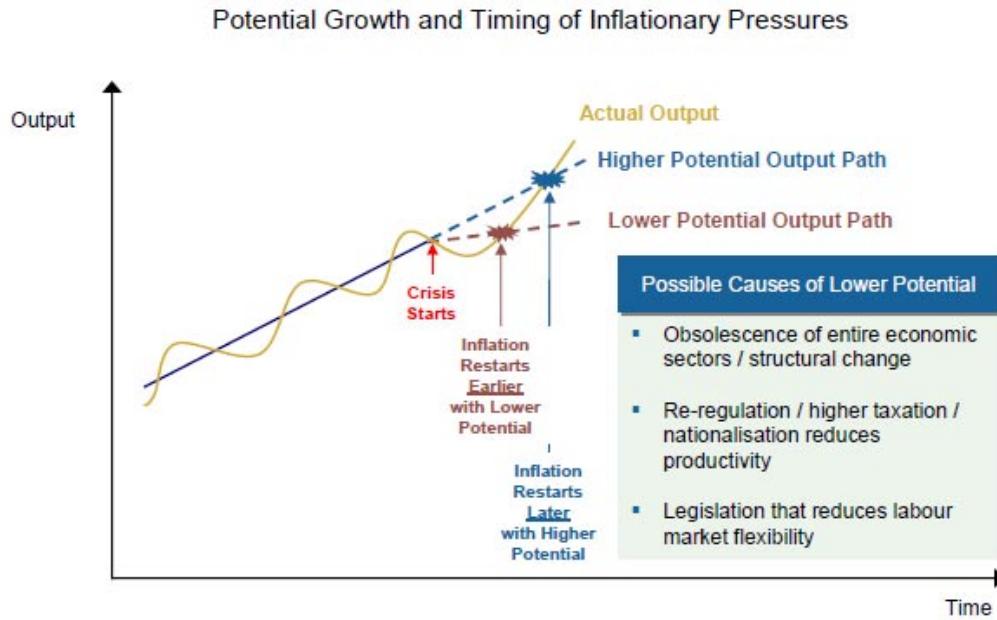 Potential Growth and Timing of Inflationary Pressures
Output
Actual Output
Higher Potential Output Path
Lower Potential Output Path
Crisis
Starts
Inflation
Restarts
Earlier
with Lower
Potential
Inflation
Restarts
Later
with Higher
Potential
Possible Causes of Lower Potential
▪ Obsolescence of entire economic
sectors / structural change
▪ Re-regulation / higher taxation /
nationalisation reduces
productivity
▪ Legislation that reduces labour
market flexibility
Time